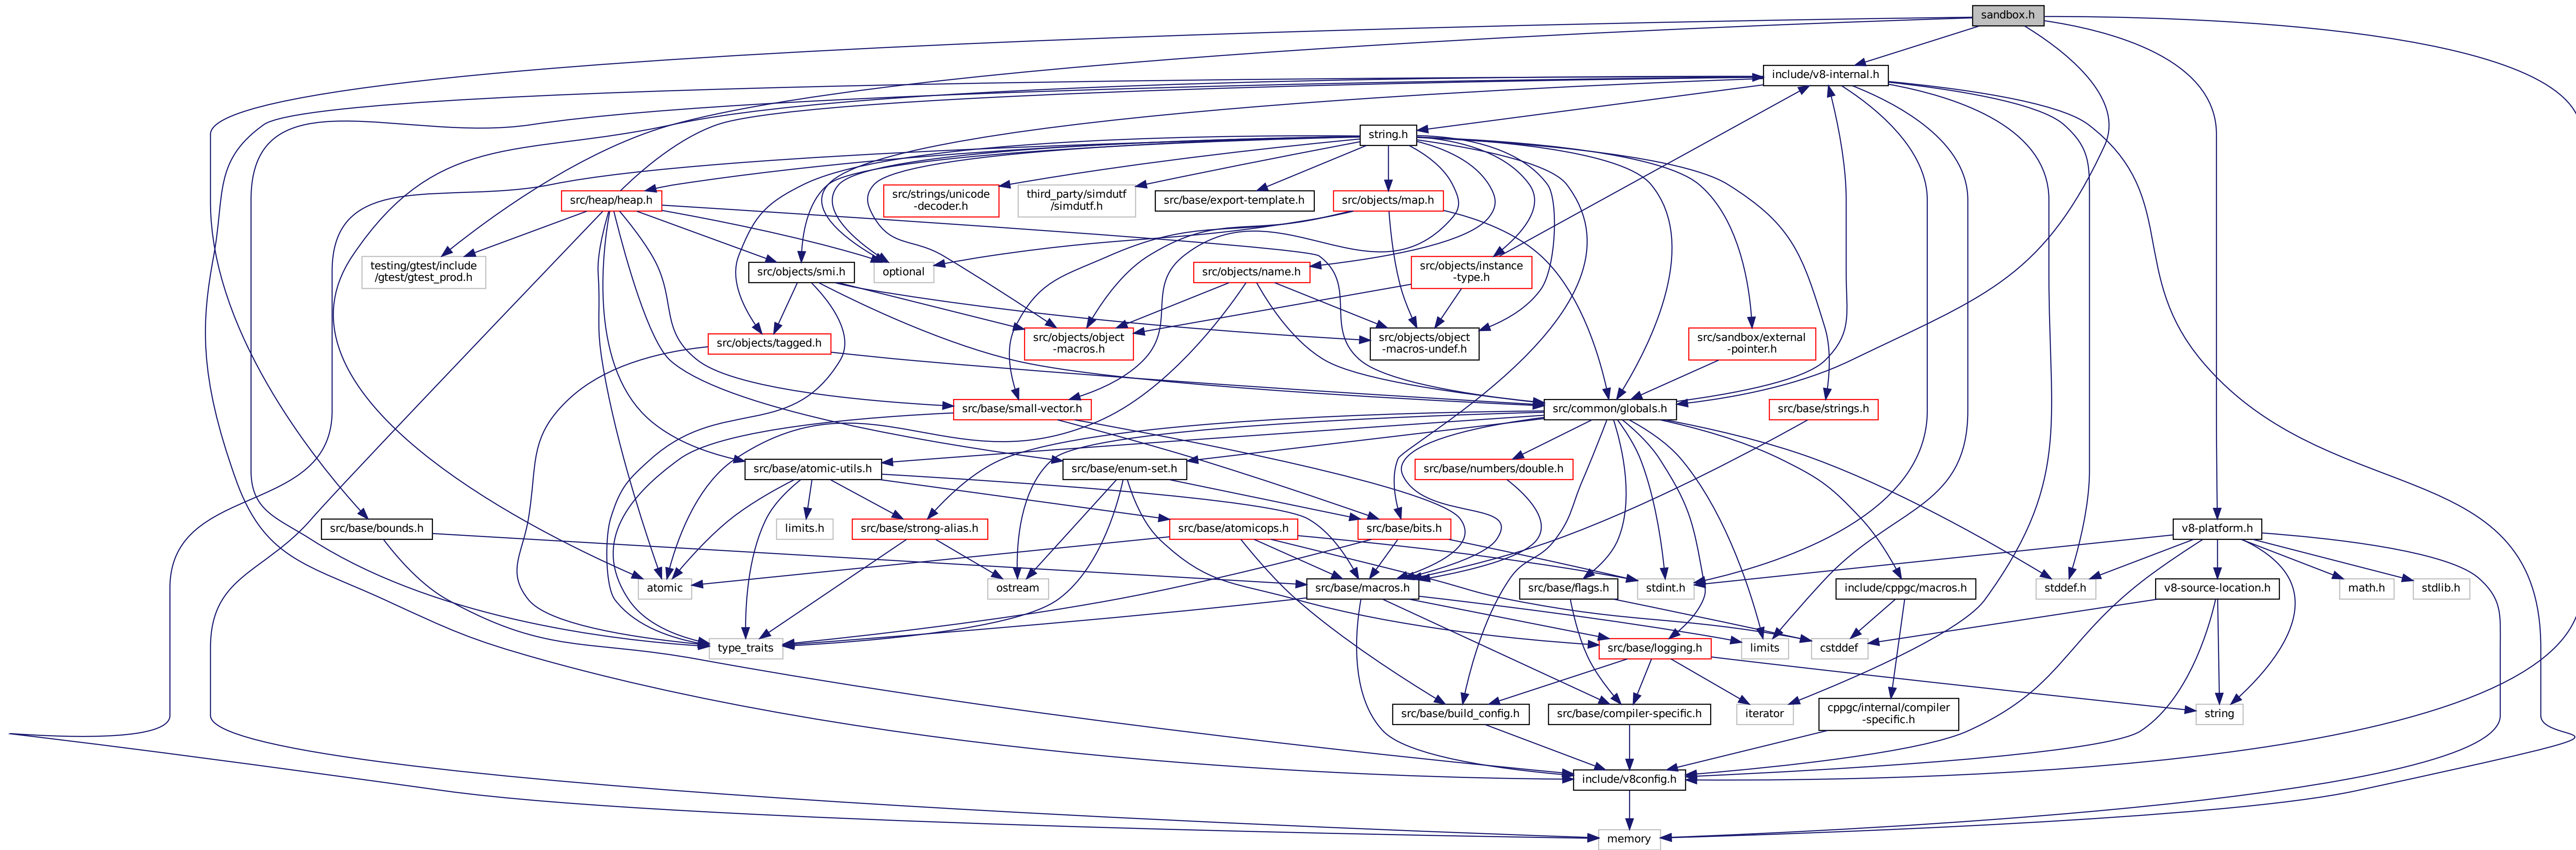 sandbox.h
include/v8-internal.h
string.h
src/heap/heap.h
src/strings/unicode
-decoder.h
third_party/simdutf
/simdutf.h
src/base/export-template.h
src/objects/map.h
testing/gtest/include
/gtest/gtest_prod.h
src/objects/smi.h
optional
src/objects/name.h
src/objects/instance
-type.h
src/objects/tagged.h
src/objects/object
-macros.h
src/objects/object
-macros-undef.h
src/sandbox/external
-pointer.h
src/base/small-vector.h
src/common/globals.h
src/base/strings.h
src/base/atomic-utils.h
src/base/enum-set.h
src/base/numbers/double.h
src/base/bounds.h
limits.h
src/base/strong-alias.h
src/base/atomicops.h
src/base/bits.h
v8-platform.h
atomic
ostream
src/base/macros.h
src/base/flags.h
stdint.h
include/cppgc/macros.h
stddef.h
v8-source-location.h
math.h
stdlib.h
type_traits
src/base/logging.h
limits
cstddef
src/base/build_config.h
src/base/compiler-specific.h
iterator
cppgc/internal/compiler
-specific.h
string
include/v8config.h
memory